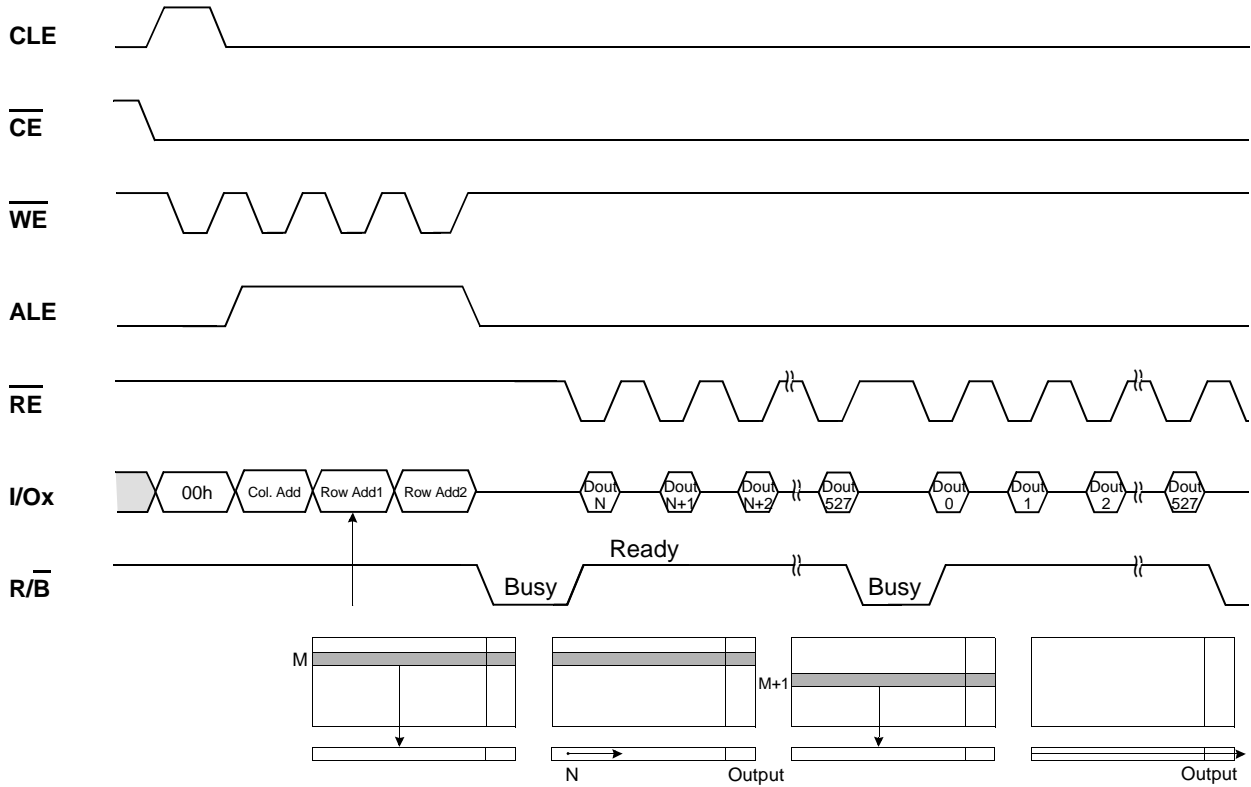 CLE
CE
WE
ALE
RE
I/Ox
00h
Col. Add
Row Add1
Row Add2
Dout
N
Dout
N+1
Dout
N+2
Dout
527
Dout
0
Dout
1
Dout
2
Dout
527
R/B
Busy
Ready
Busy
M
M+1
N
Output
Output